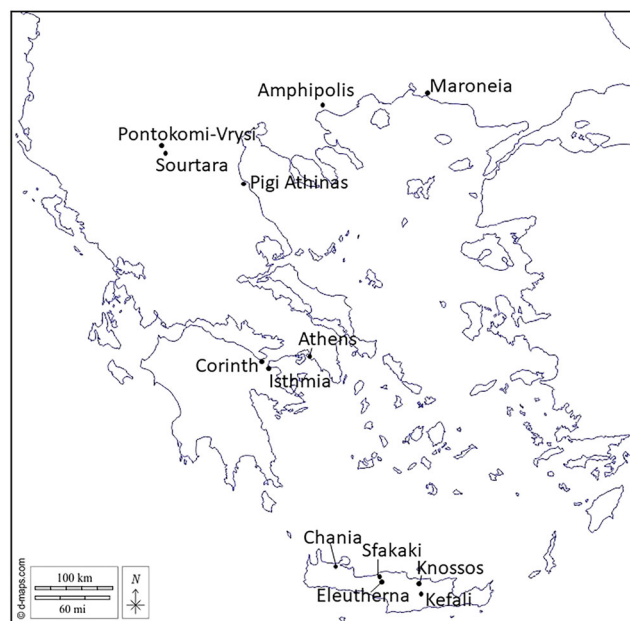 Amphipolis
Maroneia
Pontokomi-Vrysi
Sourtara
Pigi Athinas
Athens
Corinth
Isthmia
Chania
Sfakaki
Knossos
Eleutherna
Kefali
100 km
60 mi
N
© d-maps.com